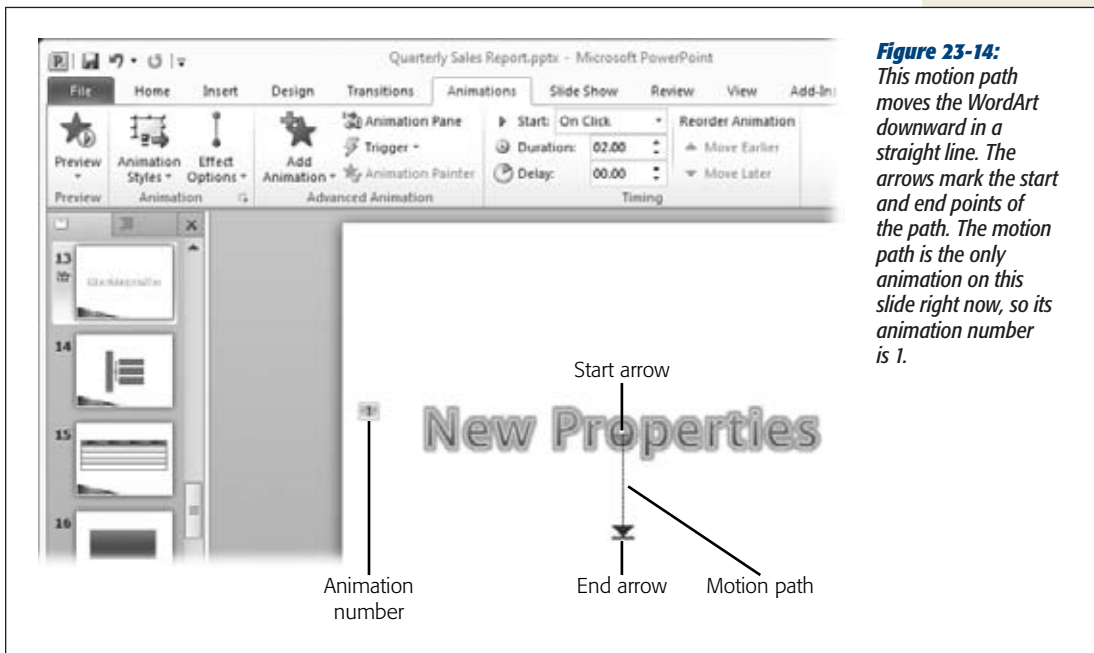 Quarterly Sales Report.pptx - Microsoft PowerPoint
File Home Insert Design Transitions Animations Slide Show Review View Add-Ins
Preview
Animation Styles
Effect Options
Add Animation
Animation Pane
Trigger
Animation Painter
Start: On Click
Duration: 02.00
Delay: 00.00
Reorder Animation
Move Earlier
Move Later
Preview Animation Advanced Animation Timing
13
14
15
16
1
New Properties
Start arrow
End arrow
Motion path
Animation
number
Figure 23-14:
This motion path
moves the WordArt
downward in a
straight line. The
arrows mark the start
and end points of
the path. The motion
path is the only
animation on this
slide right now, so its
animation number
is 1.